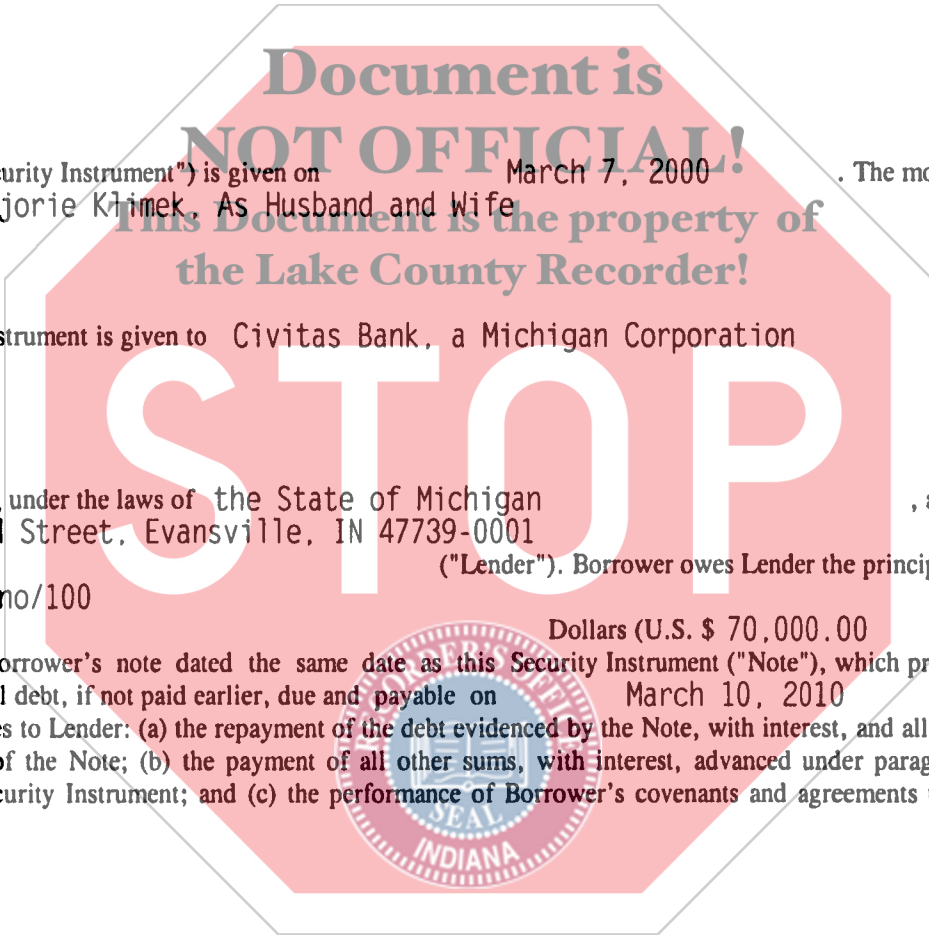 Document is
NOT OFFICIAL!
urity Instrument") is given on March 7, 2000 . The mo
jorie Klimek, As Husband and Wife
This Document is the property of
the Lake County Recorder!
strument is given to Civitas Bank, a Michigan Corporation
STOP
under the laws of the State of Michigan , a
Street, Evansville, IN 47739-0001
("Lender"). Borrower owes Lender the princip
no/100
Dollars (U.S. $ 70,000.00
orrower's note dated the same date as this Security Instrument ("Note"), which pr
l debt, if not paid earlier, due and payable on March 10, 2010
es to Lender: (a) the repayment of the debt evidenced by the Note, with interest, and all
of the Note; (b) the payment of all other sums, with interest, advanced under parag
curity Instrument; and (c) the performance of Borrower's covenants and agreements
RECORDER'S OFFICE
SEAL
INDIANA